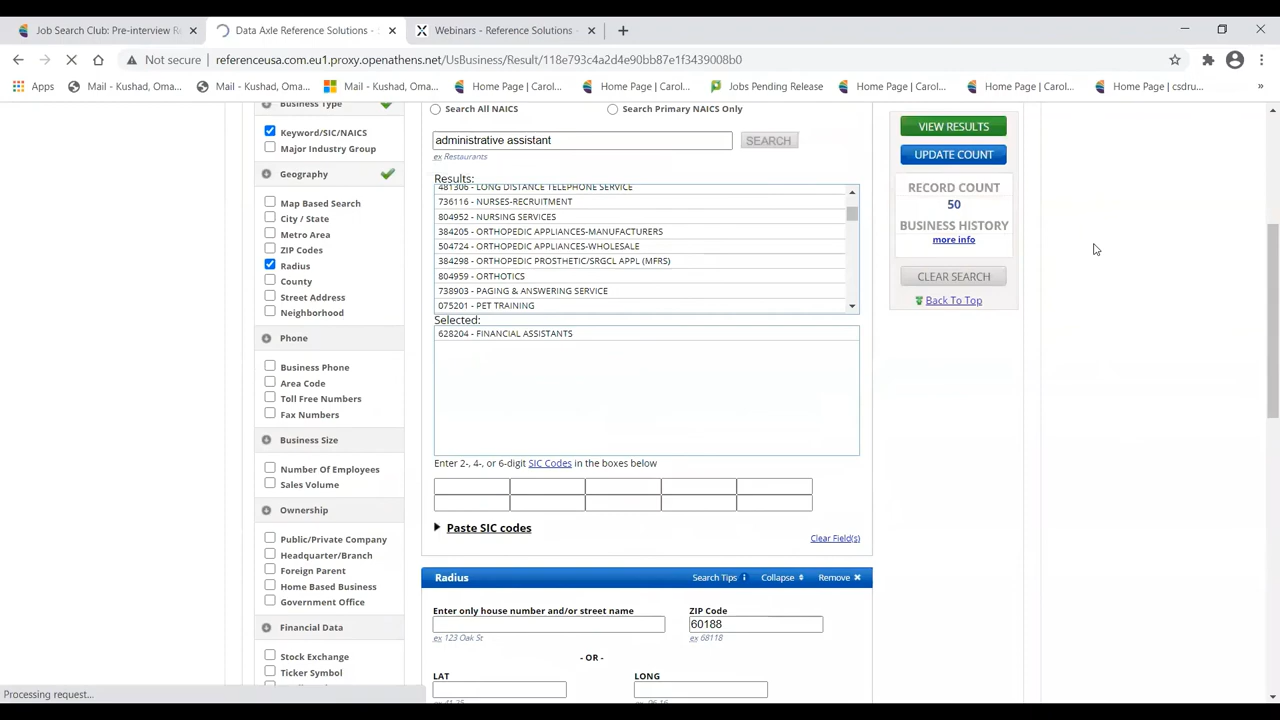 Job Search Club: Pre-interview R
Data Axle Reference Solutions -
Webinars - Reference Solutions -
Not secure
referenceusa.com.eu1.proxy.openathens.net/UsBusiness/Result/118e793c4a2d4e90bb87e1f3439008b0
Apps
Mail - Kushad, Oma...
Mail - Kushad, Oma...
Mail - Kushad, Oma...
Home Page | Carol...
Home Page | Carol...
Jobs Pending Release
Home Page | Carol...
Home Page | Carol...
Home Page | csdru...
»
Business Type
Keyword/SIC/NAICS
Major Industry Group
Geography
Map Based Search
City / State
Metro Area
ZIP Codes
Radius
County
Street Address
Neighborhood
Phone
Business Phone
Area Code
Toll Free Numbers
Fax Numbers
Business Size
Number Of Employees
Sales Volume
Ownership
Public/Private Company
Headquarter/Branch
Foreign Parent
Home Based Business
Government Office
Financial Data
Stock Exchange
Ticker Symbol
Search All NAICS
Search Primary NAICS Only
administrative assistant
SEARCH
ex Restaurants
Results:
481306 - LONG DISTANCE TELEPHONE SERVICE
736116 - NURSES-RECRUITMENT
804952 - NURSING SERVICES
384205 - ORTHOPEDIC APPLIANCES-MANUFACTURERS
504724 - ORTHOPEDIC APPLIANCES-WHOLESALE
384298 - ORTHOPEDIC PROSTHETIC/SRGCL APPL (MFRS)
804959 - ORTHOTICS
738903 - PAGING & ANSWERING SERVICE
075201 - PET TRAINING
Selected:
628204 - FINANCIAL ASSISTANTS
Enter 2-, 4-, or 6-digit SIC Codes in the boxes below
Paste SIC codes
Clear Field(s)
Radius
Search Tips
Collapse
Remove
Enter only house number and/or street name
ex 123 Oak St
ZIP Code
60188
ex 68118
- OR -
LAT
LONG
VIEW RESULTS
UPDATE COUNT
RECORD COUNT
50
BUSINESS HISTORY
more info
CLEAR SEARCH
Back To Top
Processing request...